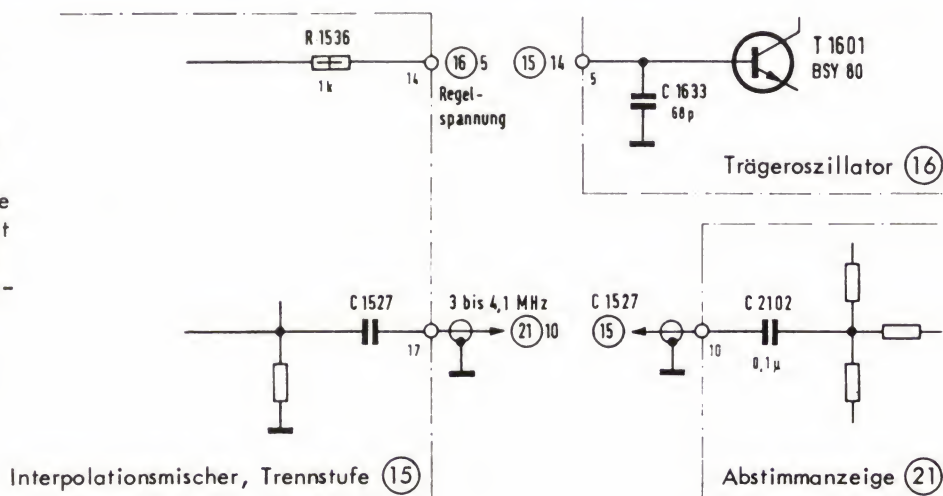 R 1536
1k
14
16 5
Regel-
spannung
15 14
5
C 1633
68p
T 1601
BSY 80
Trägeroszillator 16
e
t
-
C 1527
17
3 bis 4,1 MHz
21 10
C 1527
15
10
C 2102
0,1µ
Interpolationsmischer, Trennstufe 15
Abstimmanzeige 21